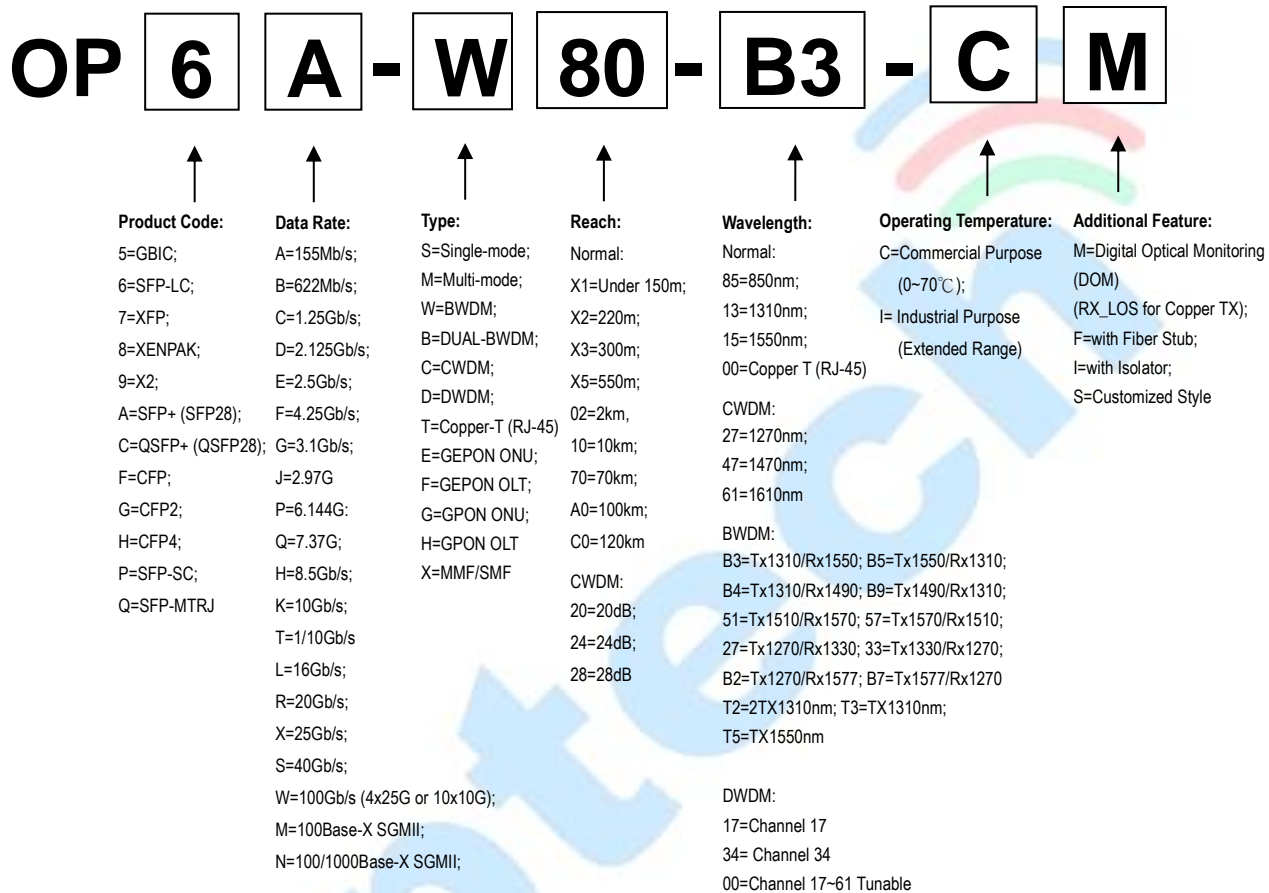 OP 6 A - W 80 - B3 - C M
Product Code:
5=GBIC;
6=SFP-LC;
7=XFP;
8=XENPAK;
9=X2;
A=SFP+ (SFP28);
C=QSFP+ (QSFP28);
F=CFP;
G=CFP2;
H=CFP4;
P=SFP-SC;
Q=SFP-MTRJ
Data Rate:
A=155Mb/s;
B=622Mb/s;
C=1.25Gb/s;
D=2.125Gb/s;
E=2.5Gb/s;
F=4.25Gb/s;
G=3.1Gb/s;
J=2.97G
P=6.144G:
Q=7.37G;
H=8.5Gb/s;
K=10Gb/s;
T=1/10Gb/s
L=16Gb/s;
R=20Gb/s;
X=25Gb/s;
S=40Gb/s;
W=100Gb/s (4x25G or 10x10G);
M=100Base-X SGMII;
N=100/1000Base-X SGMII;
Type:
S=Single-mode;
M=Multi-mode;
W=BWDM;
B=DUAL-BWDM;
C=CWDM;
D=DWDM;
T=Copper-T (RJ-45)
E=GEPON ONU;
F=GEPON OLT;
G=GPON ONU;
H=GPON OLT
X=MMF/SMF
Reach:
Normal:
X1=Under 150m;
X2=220m;
X3=300m;
X5=550m;
02=2km,
10=10km;
70=70km;
A0=100km;
C0=120km
CWDM:
20=20dB;
24=24dB;
28=28dB
Wavelength:
Normal:
85=850nm;
13=1310nm;
15=1550nm;
00=Copper T (RJ-45)
CWDM:
27=1270nm;
47=1470nm;
61=1610nm
BWDM:
B3=Tx1310/Rx1550; B5=Tx1550/Rx1310;
B4=Tx1310/Rx1490; B9=Tx1490/Rx1310;
51=Tx1510/Rx1570; 57=Tx1570/Rx1510;
27=Tx1270/Rx1330; 33=Tx1330/Rx1270;
B2=Tx1270/Rx1577; B7=Tx1577/Rx1270
T2=2TX1310nm; T3=TX1310nm;
T5=TX1550nm
DWDM:
17=Channel 17
34= Channel 34
00=Channel 17~61 Tunable
Operating Temperature:
C=Commercial Purpose
(0~70℃);
I= Industrial Purpose
(Extended Range)
Additional Feature:
M=Digital Optical Monitoring
(DOM)
(RX_LOS for Copper TX);
F=with Fiber Stub;
I=with Isolator;
S=Customized Style